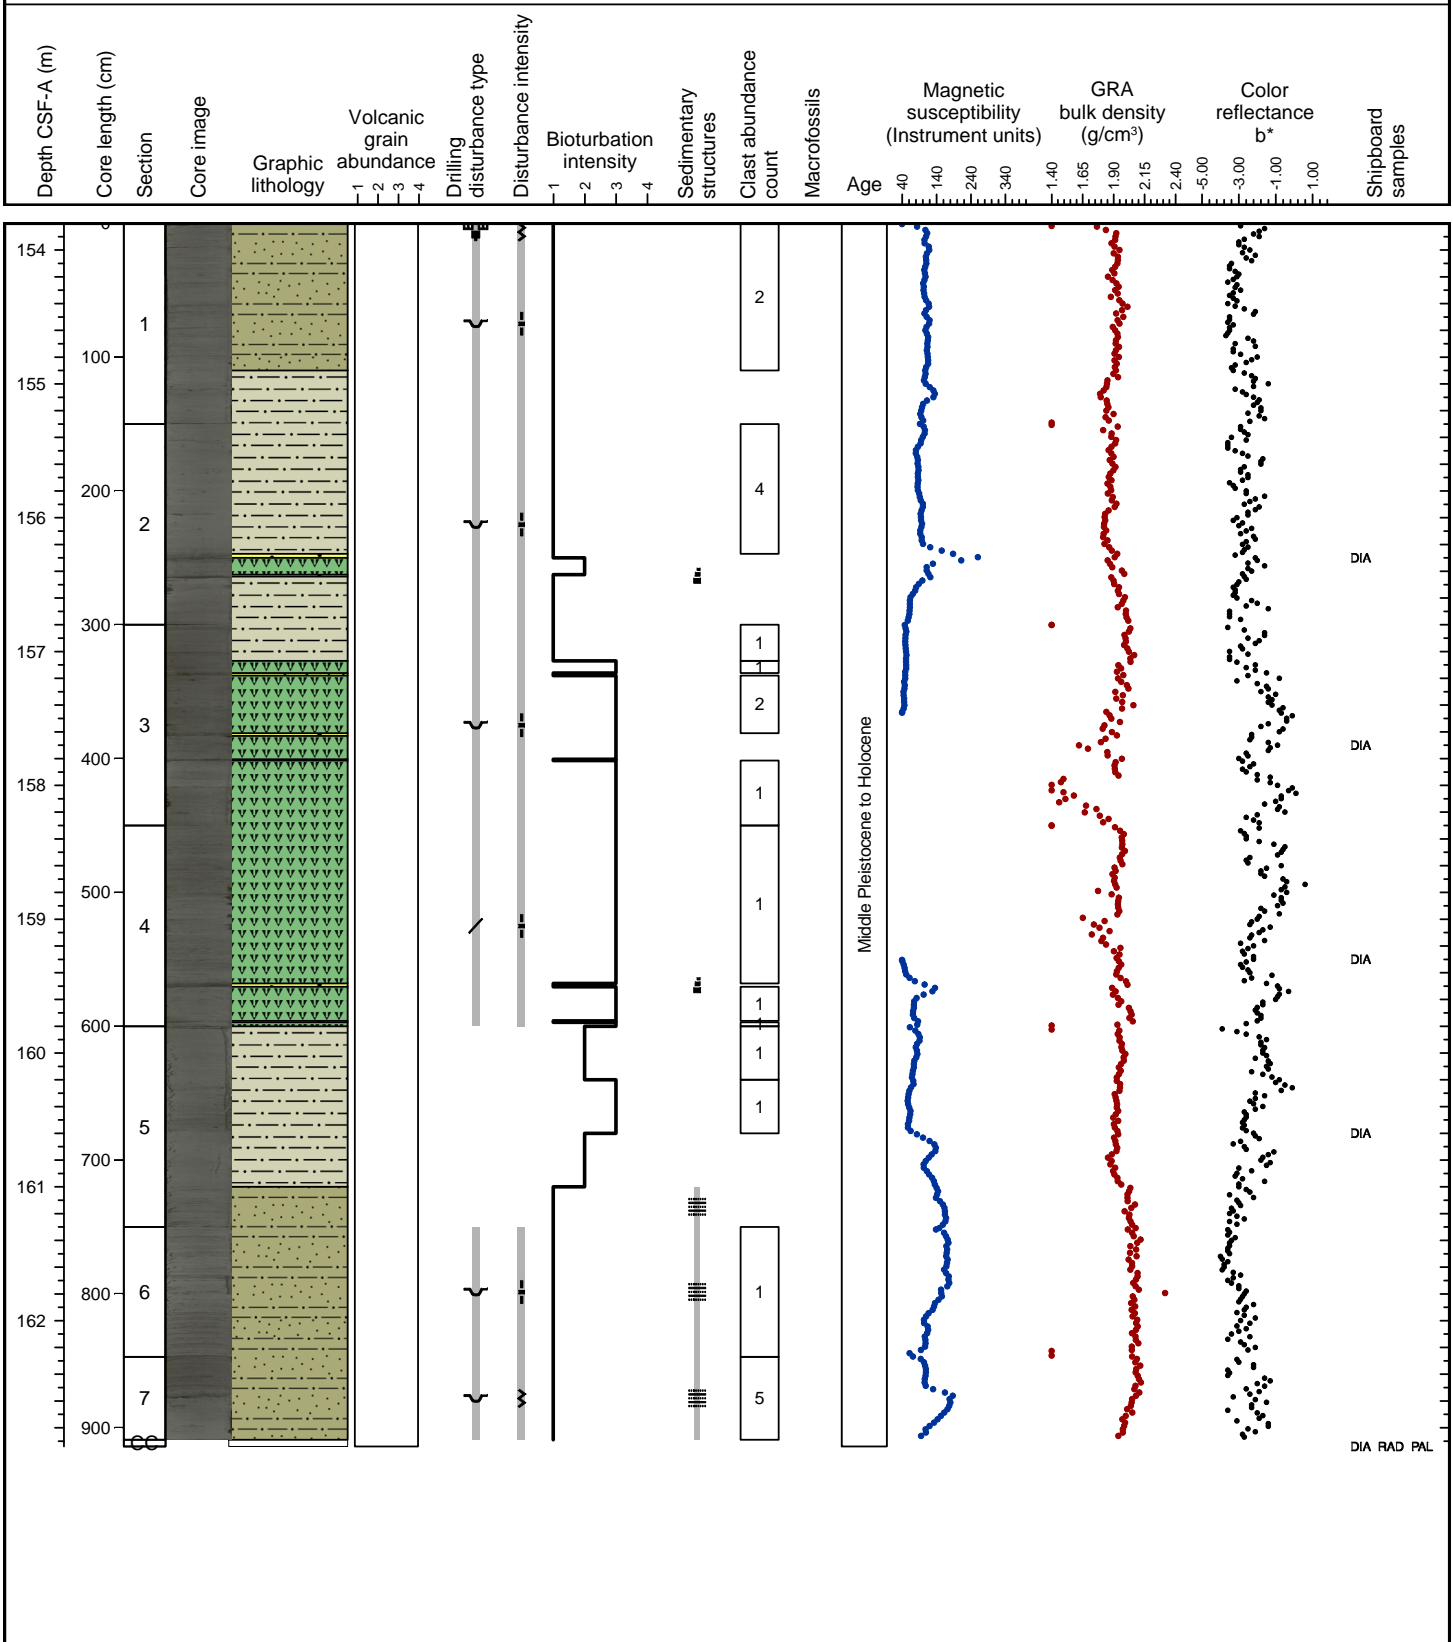 Depth CSF-A (m)
Core length (cm)
Section
Core image
Graphic
lithology
Volcanic
grain
abundance
1 2 3 4
Drilling
disturbance type
Disturbance intensity
Bioturbation
intensity
1 2 3 4
Sedimentary
structures
Clast abundance
count
Macrofossils
Age
Magnetic
susceptibility
(Instrument units)
40 140 240 340
GRA
bulk density
(g/cm³)
1.40 1.65 1.90 2.15 2.40
Color
reflectance
b*
-5.00 -3.00 -1.00 1.00
Shipboard
samples
0
154
2
1
100
155
4
200
2
156
DIA
300
1
157
1
2
3
DIA
400
158
1
Middle Pleistocene to Holocene
500
1
159
4
DIA
1
600
1
160
1
1
5
DIA
700
161
6
1
800
162
7
5
900
CC
DIA RAD PAL